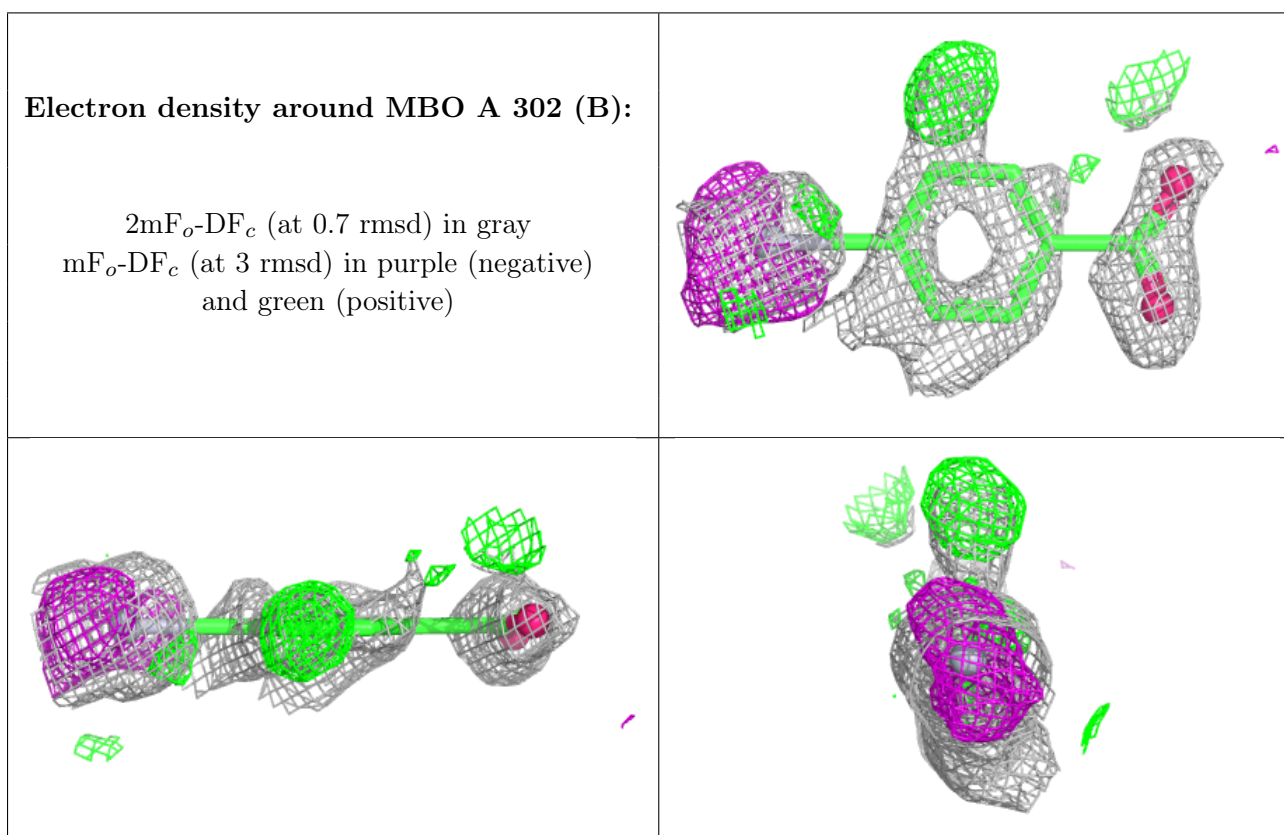 Electron density around MBO A 302 (B):
2mFₒ-DF𝒸 (at 0.7 rmsd) in gray
mFₒ-DF𝒸 (at 3 rmsd) in purple (negative)
and green (positive)